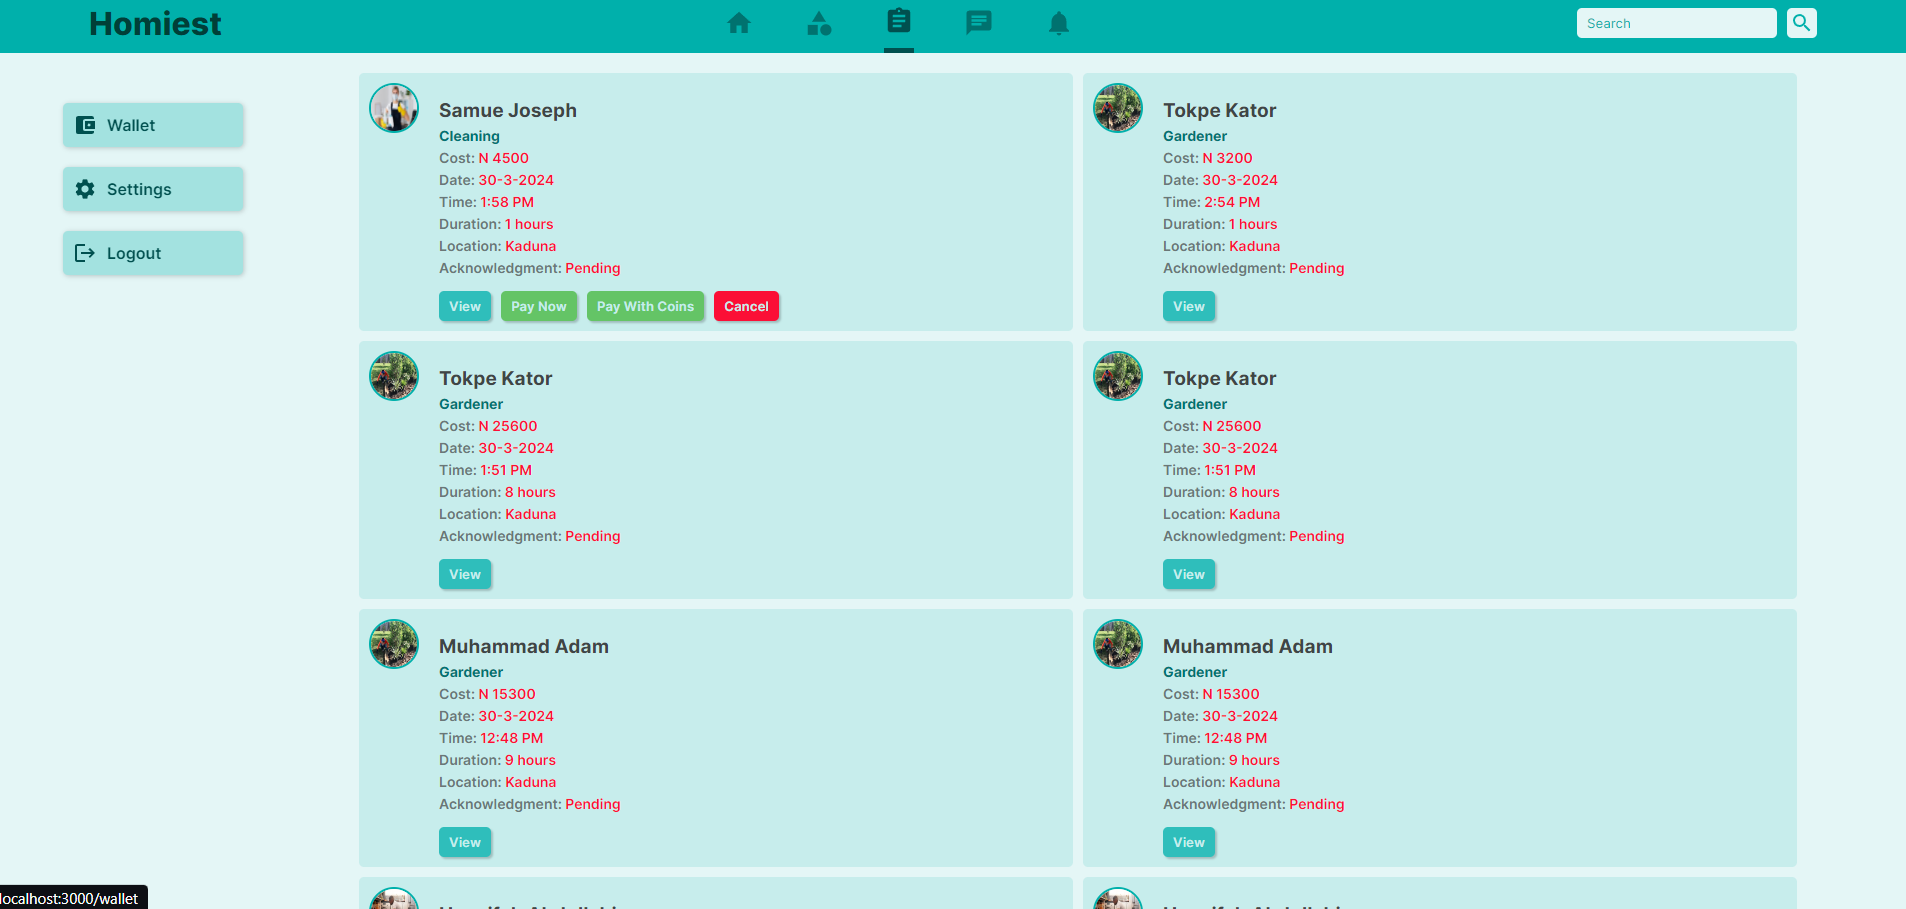 Homiest
Search
Wallet
Settings
Logout
Samue Joseph
Cleaning
Cost: N 4500
Date: 30-3-2024
Time: 1:58 PM
Duration: 1 hours
Location: Kaduna
Acknowledgment: Pending
View Pay Now Pay With Coins Cancel
Tokpe Kator
Gardener
Cost: N 3200
Date: 30-3-2024
Time: 2:54 PM
Duration: 1 hours
Location: Kaduna
Acknowledgment: Pending
View
Tokpe Kator
Gardener
Cost: N 25600
Date: 30-3-2024
Time: 1:51 PM
Duration: 8 hours
Location: Kaduna
Acknowledgment: Pending
View
Tokpe Kator
Gardener
Cost: N 25600
Date: 30-3-2024
Time: 1:51 PM
Duration: 8 hours
Location: Kaduna
Acknowledgment: Pending
View
Muhammad Adam
Gardener
Cost: N 15300
Date: 30-3-2024
Time: 12:48 PM
Duration: 9 hours
Location: Kaduna
Acknowledgment: Pending
View
Muhammad Adam
Gardener
Cost: N 15300
Date: 30-3-2024
Time: 12:48 PM
Duration: 9 hours
Location: Kaduna
Acknowledgment: Pending
View
localhost:3000/wallet